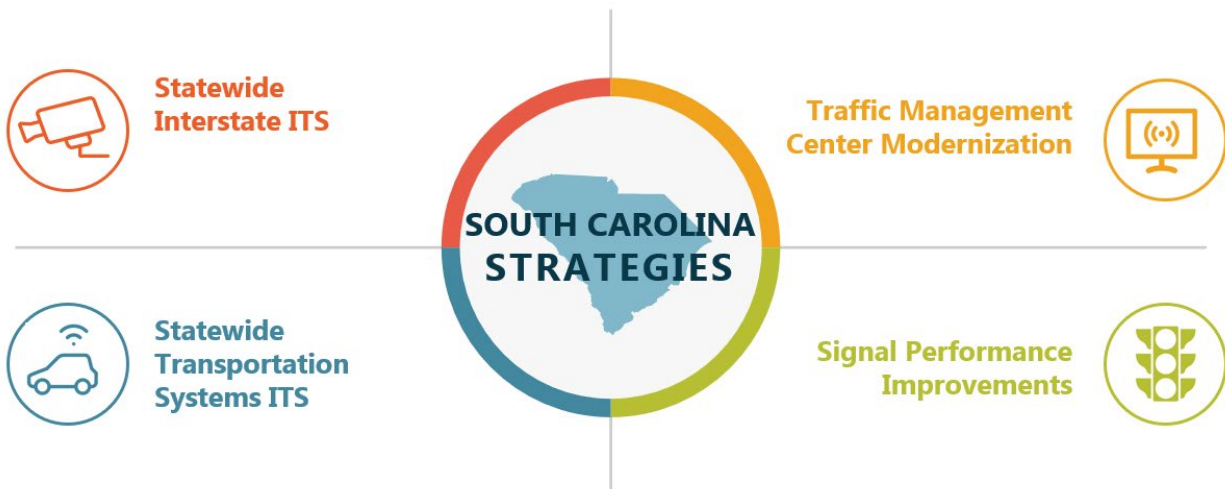 Statewide
Interstate ITS
Traffic Management
Center Modernization
SOUTH CAROLINA
STRATEGIES
Statewide
Transportation
Systems ITS
Signal Performance
Improvements